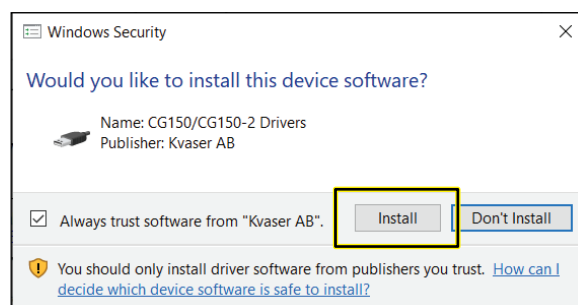 Windows Security
Would you like to install this device software?
Name: CG150/CG150-2 Drivers
Publisher: Kvaser AB
Always trust software from "Kvaser AB".
Install
Don't Install
You should only install driver software from publishers you trust. How can I
decide which device software is safe to install?